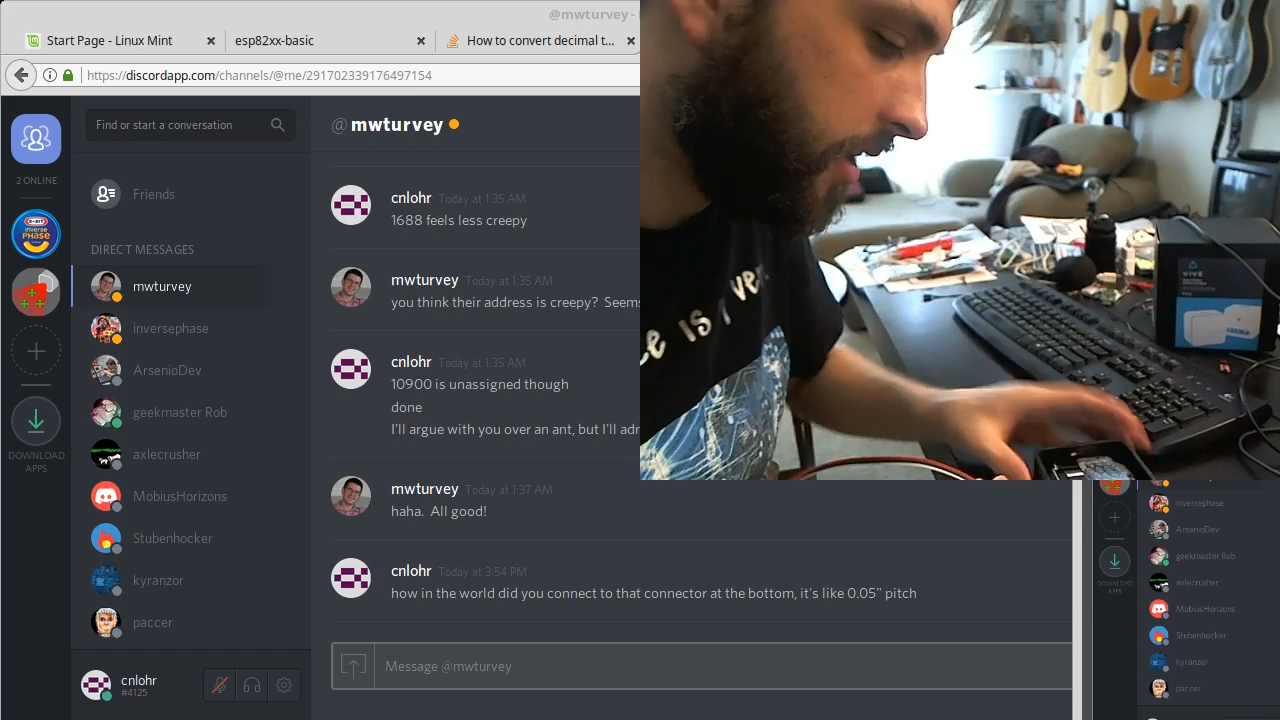 @mwturvey -
Start Page - Linux Mint
esp82xx-basic
How to convert decimal t...
https://discordapp.com/channels/@me/291702339176497154
Find or start a conversation
@mwturvey
2 ONLINE
Friends
DIRECT MESSAGES
mwturvey
inversephase
ArsenioDev
geekmaster Rob
axlecrusher
MobiusHorizons
Stubenhocker
kyranzor
paccer
DOWNLOAD
APPS
cnlohr
#4125
cnlohr Today at 1:35 AM
1688 feels less creepy
mwturvey Today at 1:35 AM
you think their address is creepy? Seems
cnlohr Today at 1:35 AM
10900 is unassigned though
done
I'll argue with you over an ant, but I'll adm
mwturvey Today at 1:37 AM
haha. All good!
cnlohr Today at 3:54 PM
how in the world did you connect to that connector at the bottom, it's like 0.05" pitch
Message @mwturvey
VIVE
inversephase
ArsenioDev
geekmaster Rob
axlecrusher
MobiusHorizons
Stubenhocker
kyranzor
paccer
DOWNLOAD
APPS